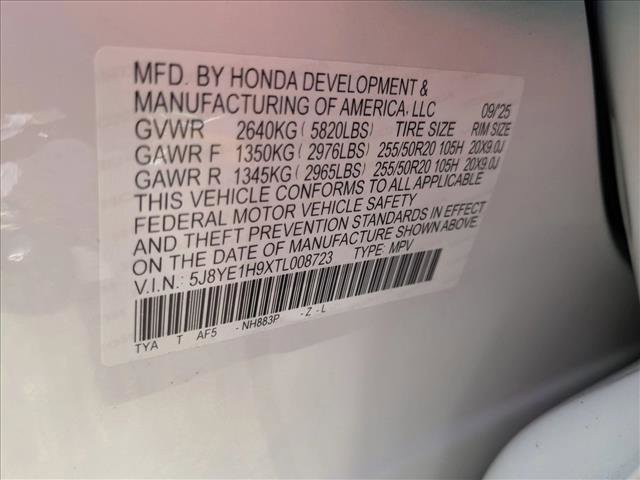 MFD. BY HONDA DEVELOPMENT &
MANUFACTURING OF AMERICA, LLC 09/'25
GVWR 2640KG ( 5820LBS) TIRE SIZE RIM SIZE
GAWR F 1350KG ( 2976LBS) 255/50R20 105H 20X9.0J
GAWR R 1345KG ( 2965LBS) 255/50R20 105H 20X9.0J
THIS VEHICLE CONFORMS TO ALL APPLICABLE
FEDERAL MOTOR VEHICLE SAFETY
AND THEFT PREVENTION STANDARDS IN EFFECT
ON THE DATE OF MANUFACTURE SHOWN ABOVE.
V.I.N.: 5J8YE1H9XTL008723 TYPE: MPV
TYA T AF5 -NH883P -Z-L